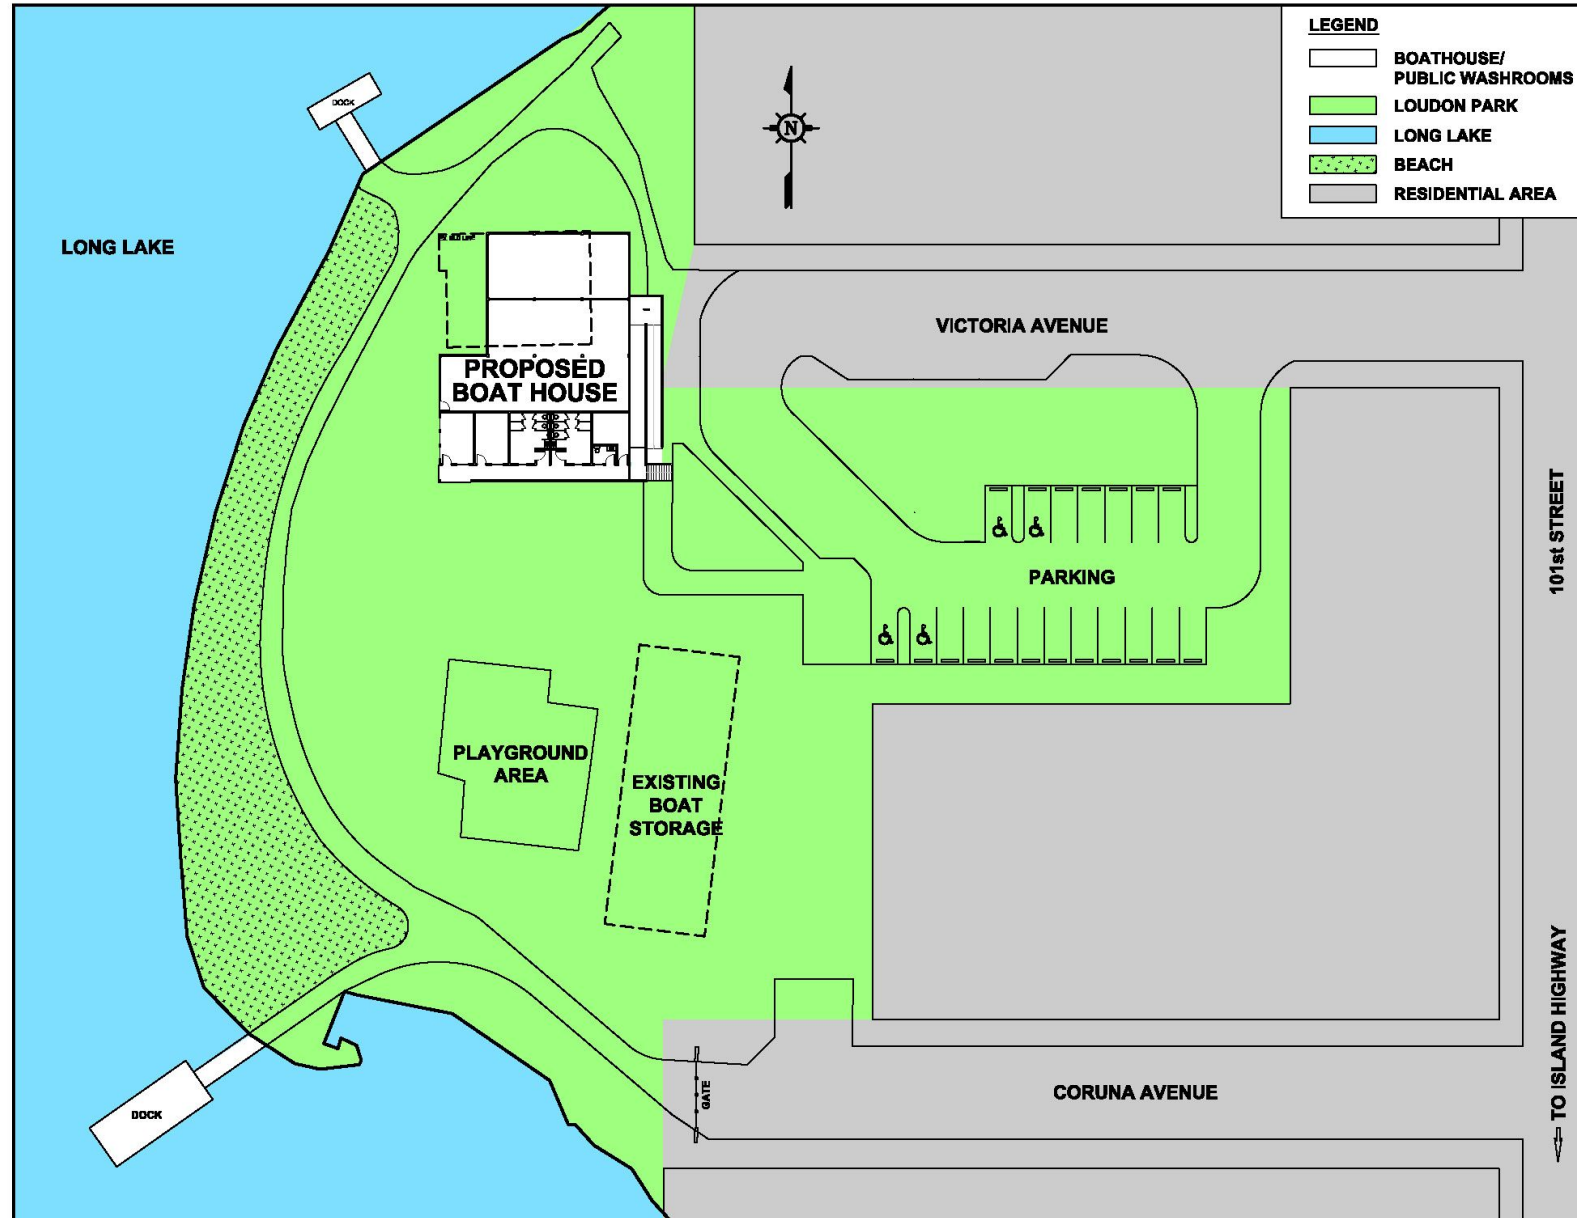 LEGEND
BOATHOUSE/
PUBLIC WASHROOMS
LOUDON PARK
LONG LAKE
BEACH
RESIDENTIAL AREA
DOCK
N
LONG LAKE
VICTORIA AVENUE
PROPOSED
BOAT HOUSE
101st STREET
PARKING
PLAYGROUND
AREA
EXISTING
BOAT
STORAGE
TO ISLAND HIGHWAY
GATE
CORUNA AVENUE
DOCK